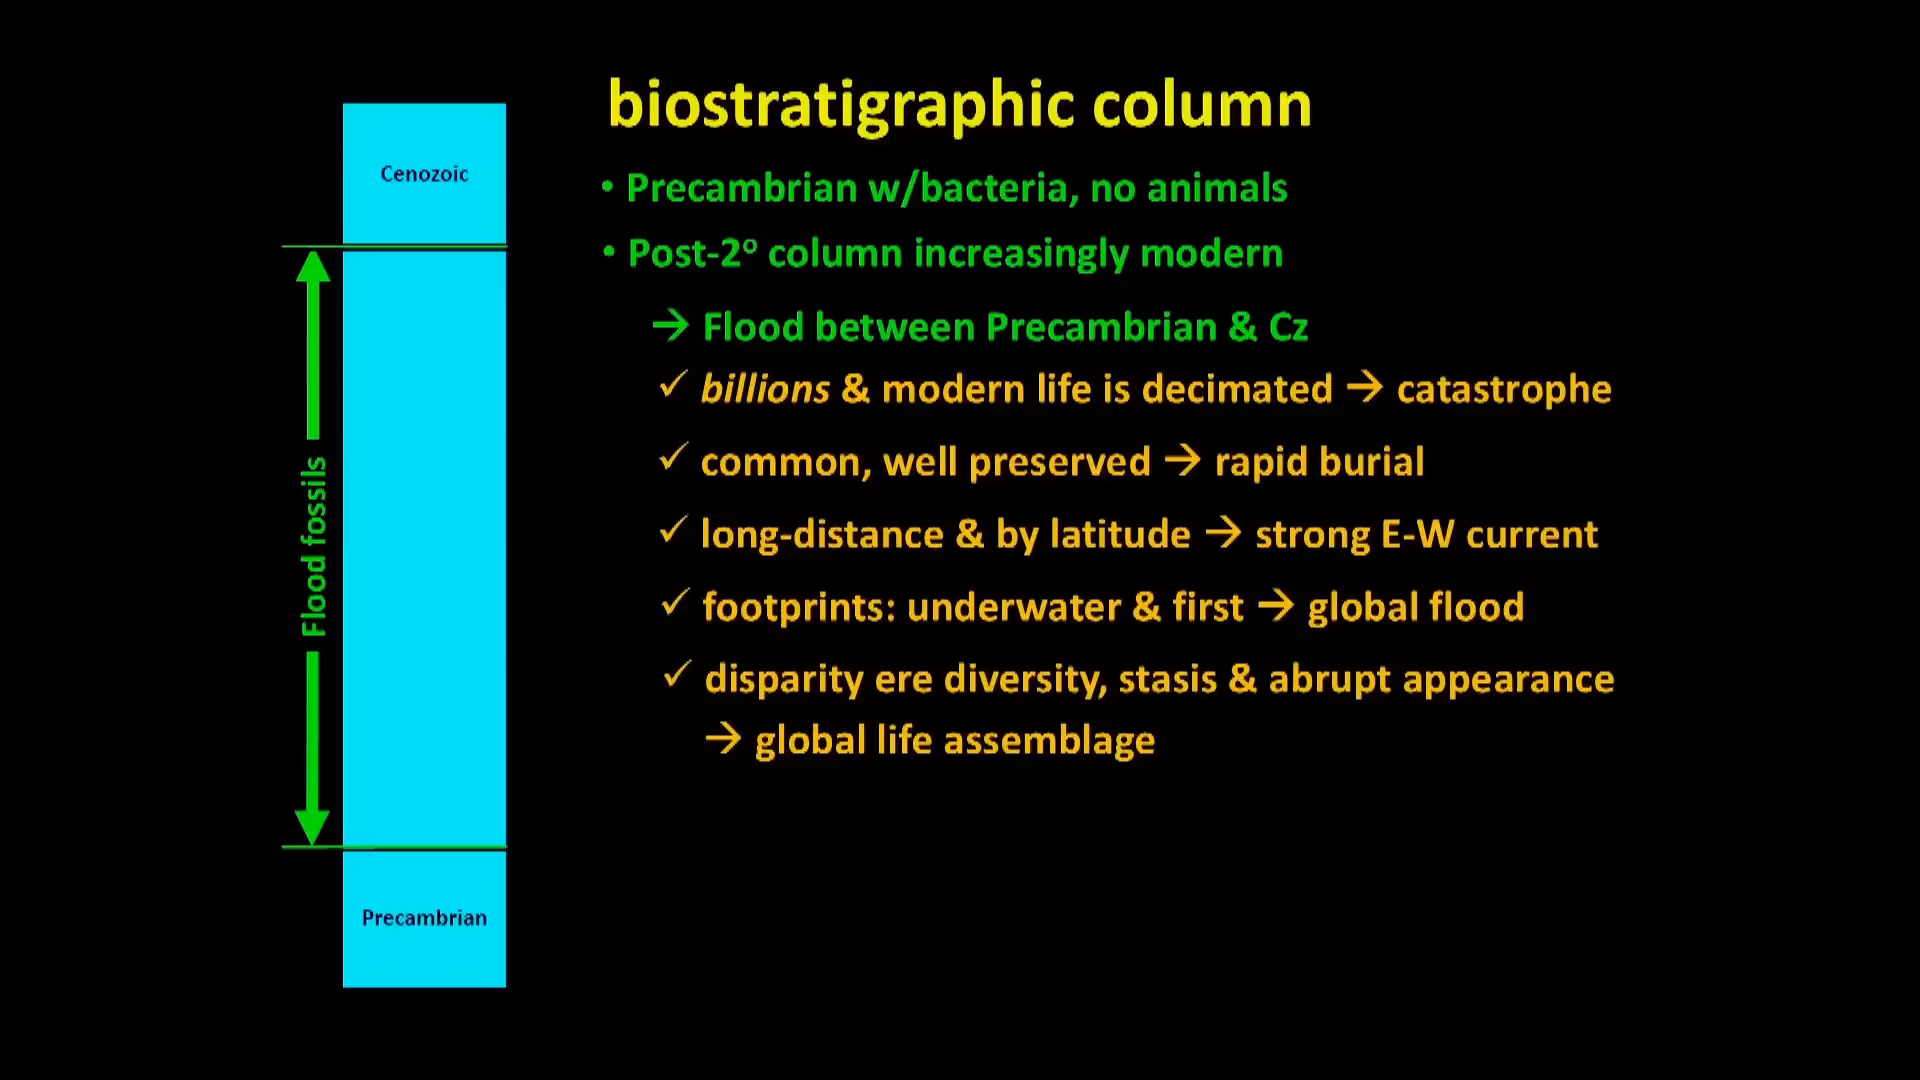 biostratigraphic column
Cenozoic
• Precambrian w/bacteria, no animals
• Post-2º column increasingly modern
→ Flood between Precambrian & Cz
✓ billions & modern life is decimated → catastrophe
✓ common, well preserved → rapid burial
✓ long-distance & by latitude → strong E-W current
✓ footprints: underwater & first → global flood
✓ disparity ere diversity, stasis & abrupt appearance
→ global life assemblage
Flood fossils
Precambrian